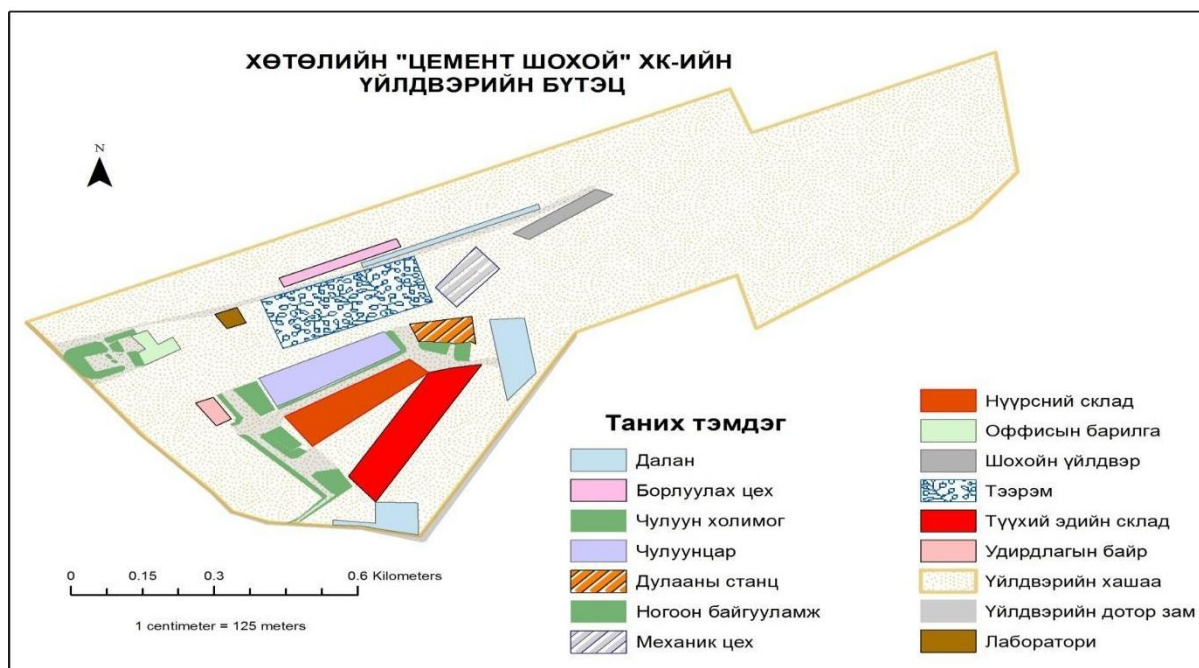 ХӨТӨЛИЙН "ЦЕМЕНТ ШОХОЙ" ХК-ИЙН
ҮЙЛДВЭРИЙН БҮТЭЦ
N
Таних тэмдэг
Далан
Борлуулах цех
Чулуун холимог
Чулуунцар
Дулааны станц
Ногоон байгууламж
Механик цех
Нүүрсний склад
Оффисын барилга
Шохойн үйлдвэр
Тээрэм
Түүхий эдийн склад
Удирдлагын байр
Үйлдвэрийн хашаа
Үйлдвэрийн дотор зам
Лаборатори
0 0.15 0.3 0.6 Kilometers
1 centimeter = 125 meters